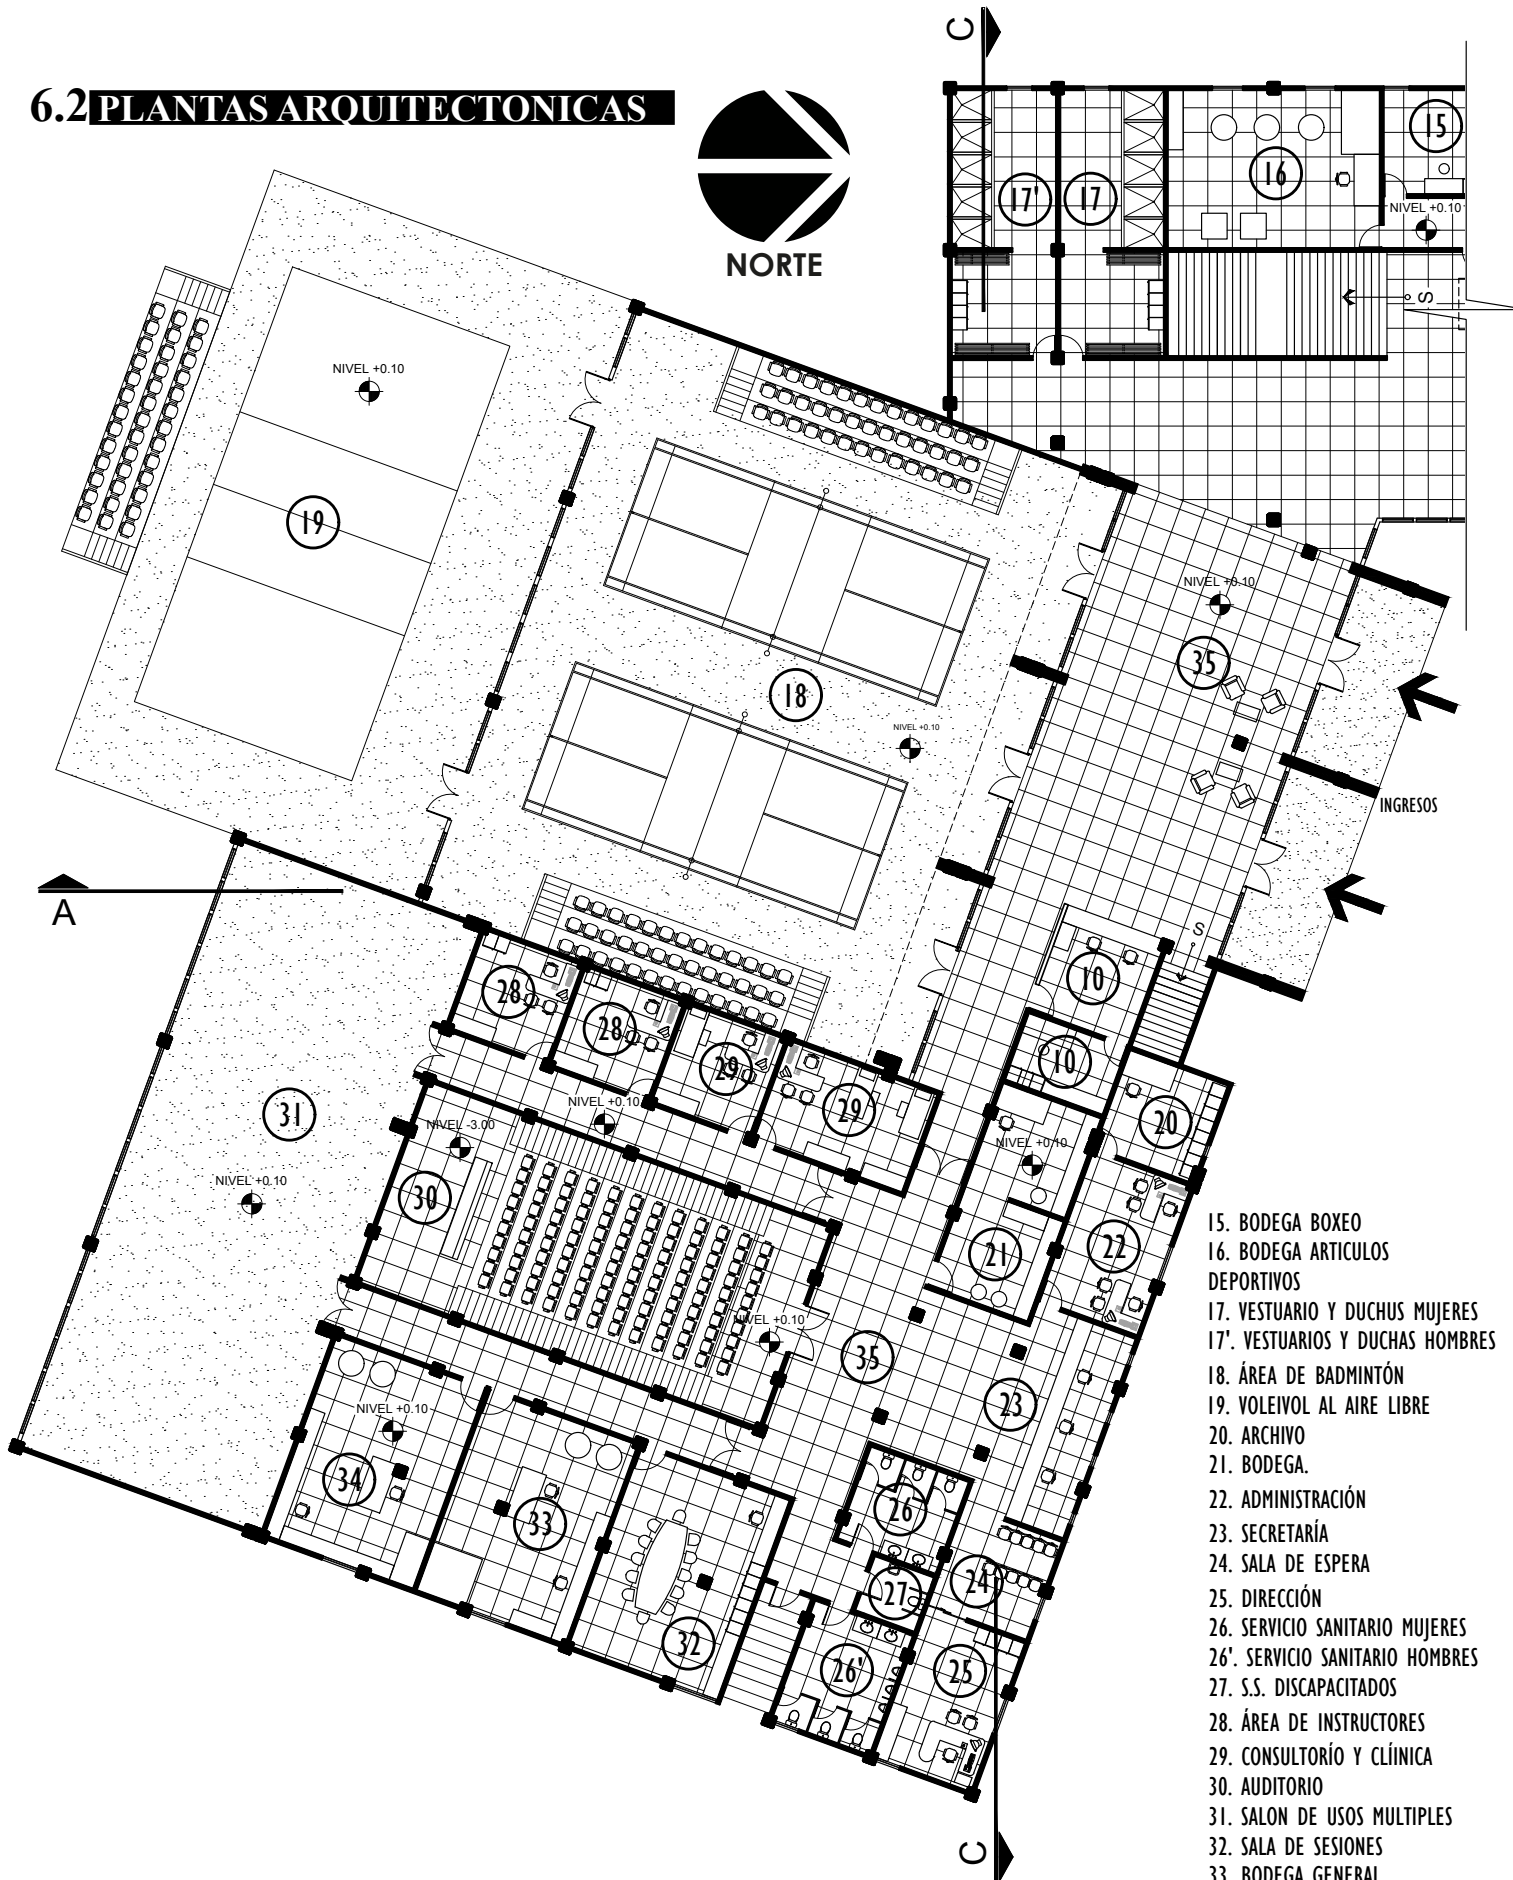 6.2 PLANTAS ARQUITECTONICAS
NORTE
C
15
16
17'
17
NIVEL +0.10
S
NIVEL +0.10
19
NIVEL +0.10
35
18
NIVEL +0.10
INGRESOS
A
S
10
28
28
10
29
29
31
NIVEL +0.10
NIVEL -3.00
20
NIVEL +0.10
NIVEL +0.10
30
21
22
NIVEL +0.10
35
23
NIVEL +0.10
34
33
26
24
27
32
26'
25
C
15. BODEGA BOXEO
16. BODEGA ARTICULOS
DEPORTIVOS
17. VESTUARIO Y DUCHUS MUJERES
17'. VESTUARIOS Y DUCHAS HOMBRES
18. ÁREA DE BADMINTÓN
19. VOLEIVOL AL AIRE LIBRE
20. ARCHIVO
21. BODEGA.
22. ADMINISTRACIÓN
23. SECRETARÍA
24. SALA DE ESPERA
25. DIRECCIÓN
26. SERVICIO SANITARIO MUJERES
26'. SERVICIO SANITARIO HOMBRES
27. S.S. DISCAPACITADOS
28. ÁREA DE INSTRUCTORES
29. CONSULTORÍO Y CLÍINICA
30. AUDITORIO
31. SALON DE USOS MULTIPLES
32. SALA DE SESIONES
33. BODEGA GENERAL